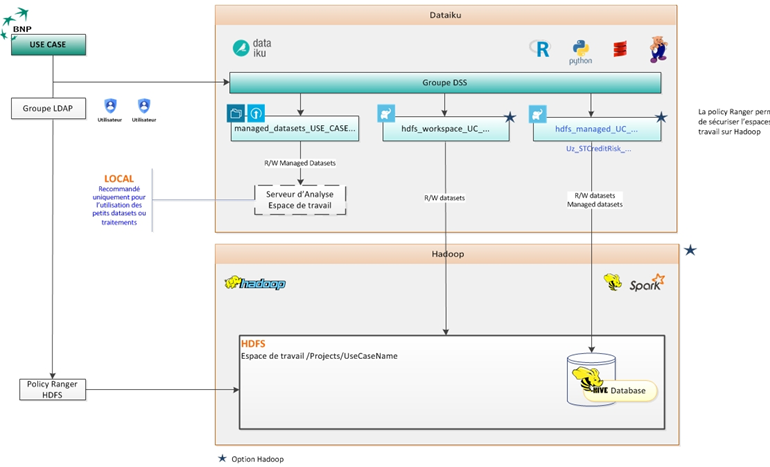 BNP
USE CASE
Groupe LDAP
Utilisateur
Utilisateur
Dataiku
data
iku
R
python
Groupe DSS
managed_datasets_USE_CASE...
hdfs_workspace_UC_...
hdfs_managed_UC_...
Uz_STCreditRisk_...
La policy Ranger perm
de sécuriser l'espaces
travail sur Hadoop
R/W Managed Datasets
LOCAL
Recommandé
uniquement pour
l'utilisation des
petits datasets ou
traitements
Serveur d'Analyse
Espace de travail
R/W datasets
R/W datasets
Managed datasets
Hadoop
hadoop
Spark
HDFS
Espace de travail /Projects/UseCaseName
Policy Ranger
HDFS
HIVE Database
Option Hadoop